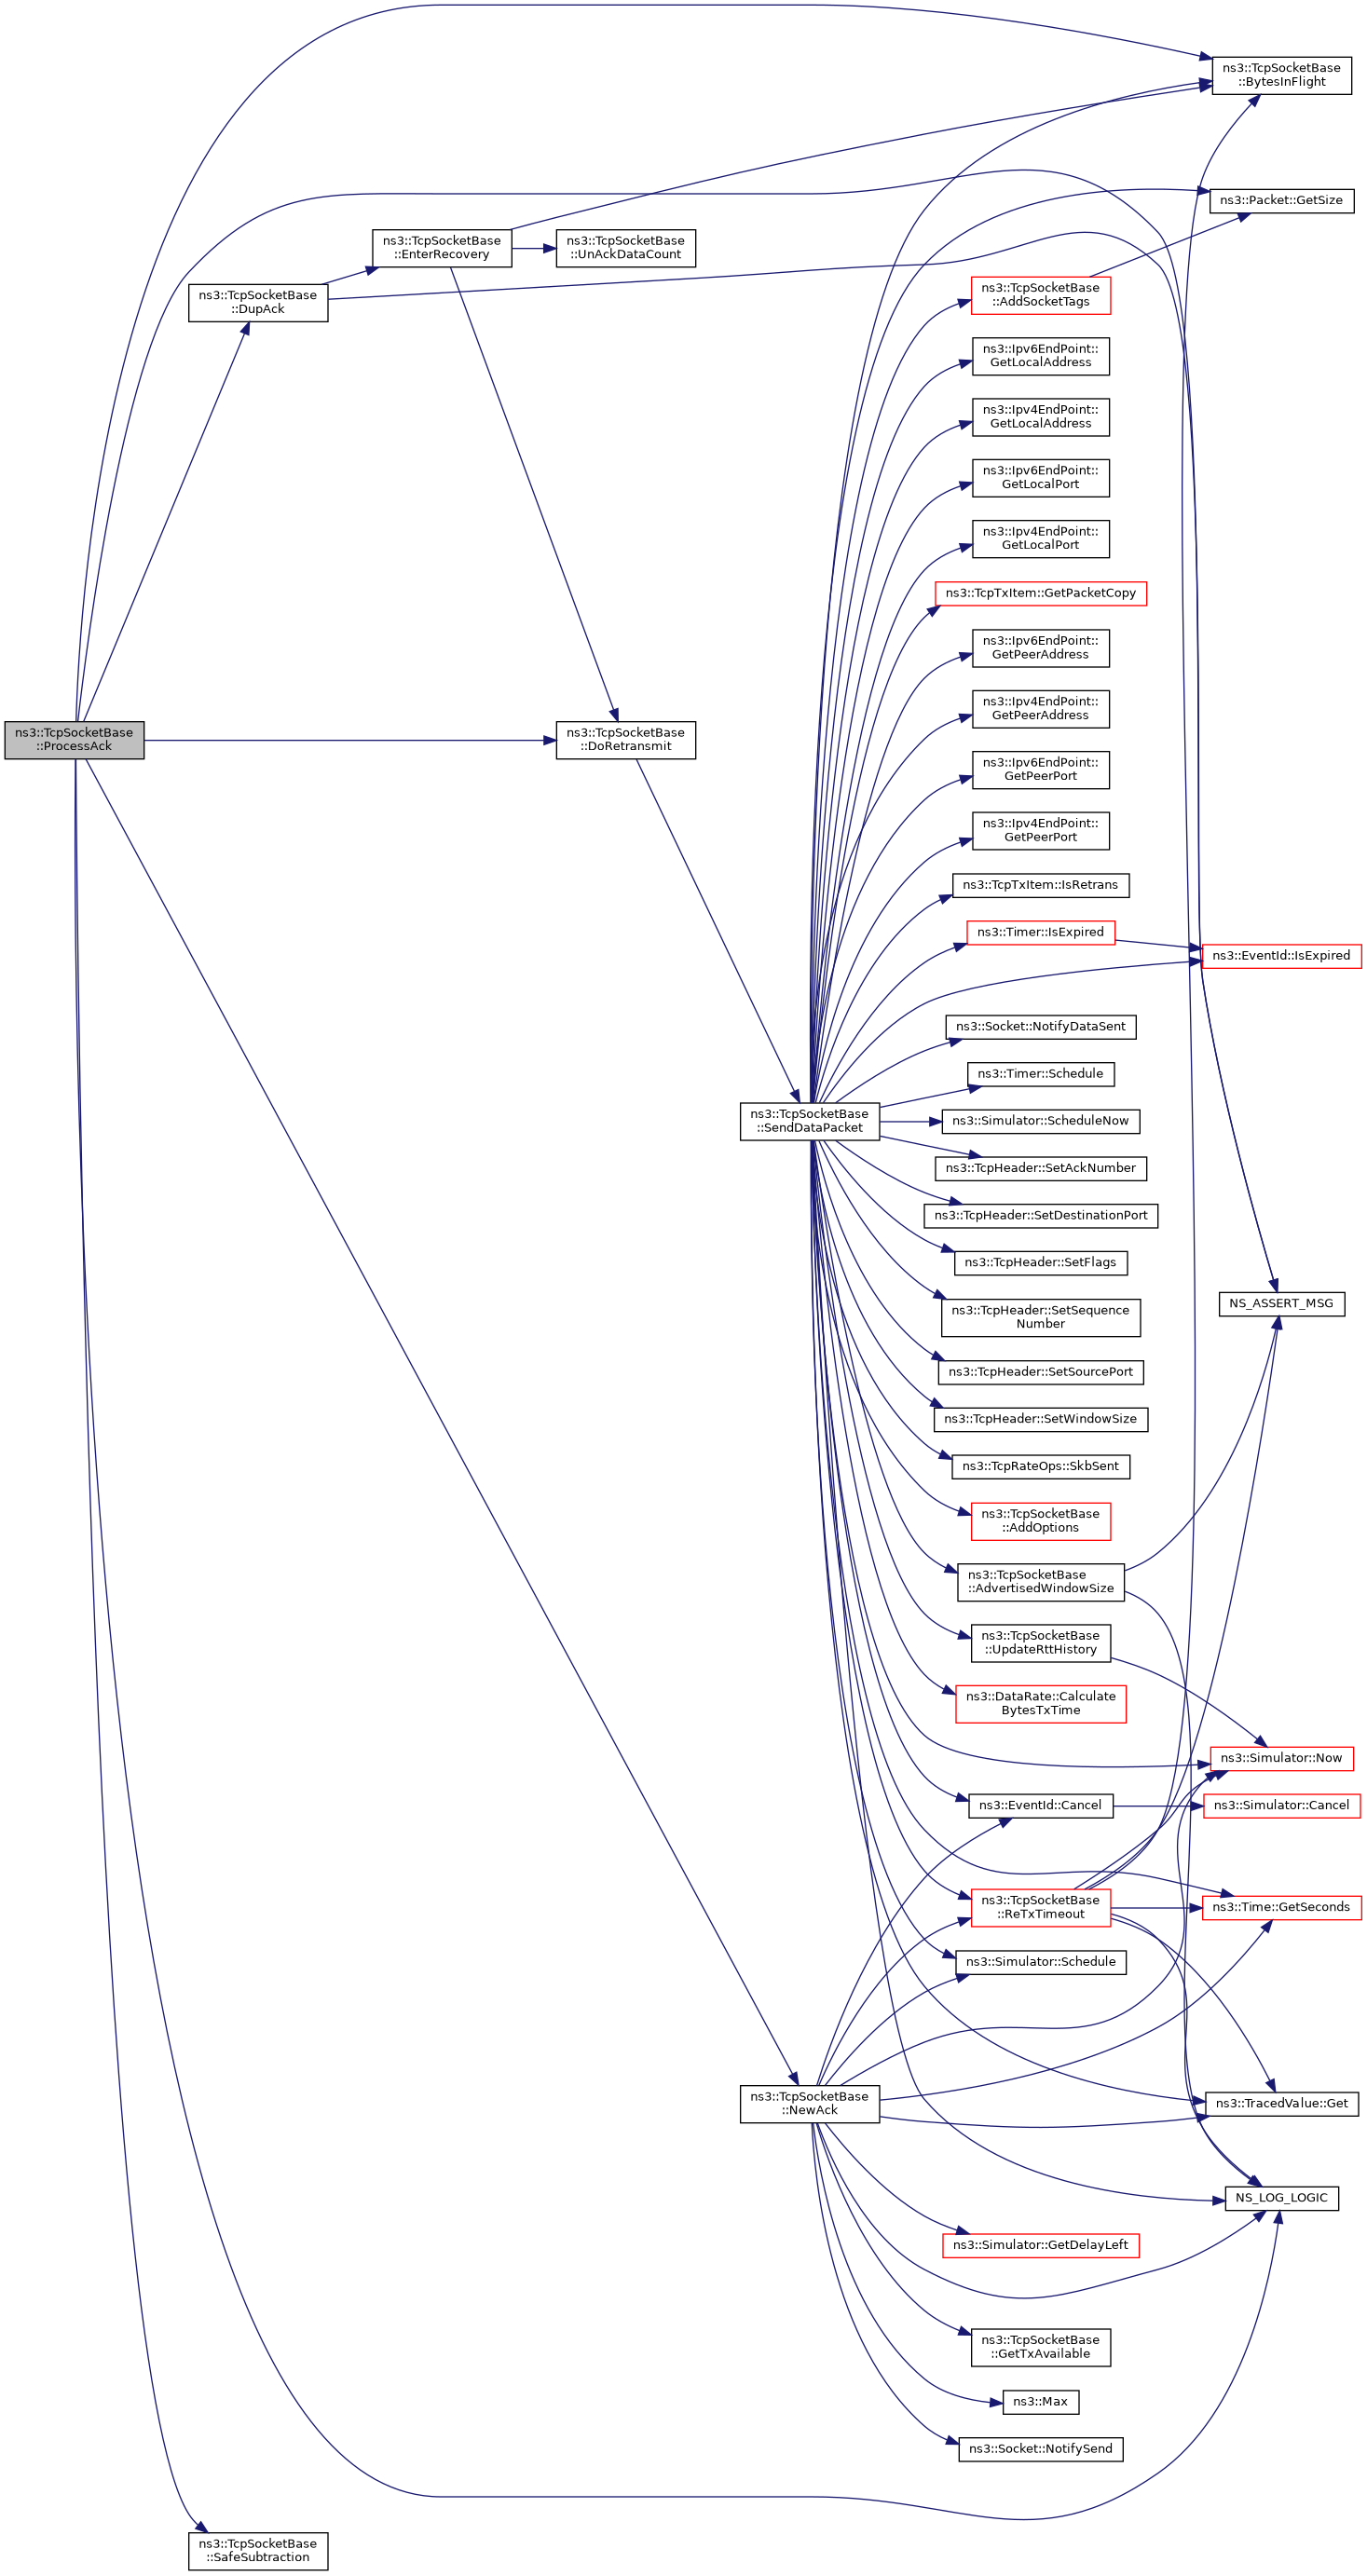 ns3::TcpSocketBase
::BytesInFlight
ns3::Packet::GetSize
ns3::TcpSocketBase
::EnterRecovery
ns3::TcpSocketBase
::UnAckDataCount
ns3::TcpSocketBase
::DupAck
ns3::TcpSocketBase
::AddSocketTags
ns3::Ipv6EndPoint::
GetLocalAddress
ns3::Ipv4EndPoint::
GetLocalAddress
ns3::Ipv6EndPoint::
GetLocalPort
ns3::Ipv4EndPoint::
GetLocalPort
ns3::TcpTxItem::GetPacketCopy
ns3::Ipv6EndPoint::
GetPeerAddress
ns3::Ipv4EndPoint::
GetPeerAddress
ns3::TcpSocketBase
::ProcessAck
ns3::TcpSocketBase
::DoRetransmit
ns3::Ipv6EndPoint::
GetPeerPort
ns3::Ipv4EndPoint::
GetPeerPort
ns3::TcpTxItem::IsRetrans
ns3::Timer::IsExpired
ns3::EventId::IsExpired
ns3::Socket::NotifyDataSent
ns3::Timer::Schedule
ns3::TcpSocketBase
::SendDataPacket
ns3::Simulator::ScheduleNow
ns3::TcpHeader::SetAckNumber
ns3::TcpHeader::SetDestinationPort
ns3::TcpHeader::SetFlags
NS_ASSERT_MSG
ns3::TcpHeader::SetSequence
Number
ns3::TcpHeader::SetSourcePort
ns3::TcpHeader::SetWindowSize
ns3::TcpRateOps::SkbSent
ns3::TcpSocketBase
::AddOptions
ns3::TcpSocketBase
::AdvertisedWindowSize
ns3::TcpSocketBase
::UpdateRttHistory
ns3::DataRate::Calculate
BytesTxTime
ns3::Simulator::Now
ns3::EventId::Cancel
ns3::Simulator::Cancel
ns3::TcpSocketBase
::ReTxTimeout
ns3::Time::GetSeconds
ns3::Simulator::Schedule
ns3::TcpSocketBase
::NewAck
ns3::TracedValue::Get
NS_LOG_LOGIC
ns3::Simulator::GetDelayLeft
ns3::TcpSocketBase
::GetTxAvailable
ns3::Max
ns3::Socket::NotifySend
ns3::TcpSocketBase
::SafeSubtraction